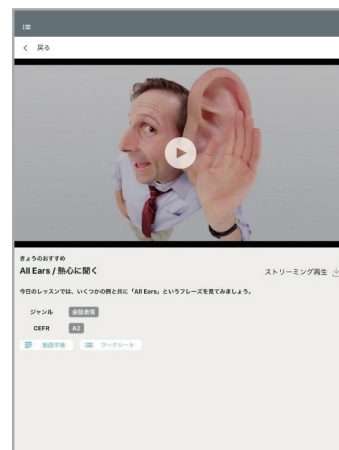 戻る
きょうのおすすめ
All Ears / 熱心に聞く
ストリーミング再生
今日のレッスンでは、いくつかの例と共に「All Ears」というフレーズを見てみましょう。
ジャンル 会話表現
CEFR A2
動画字幕 ワークシート